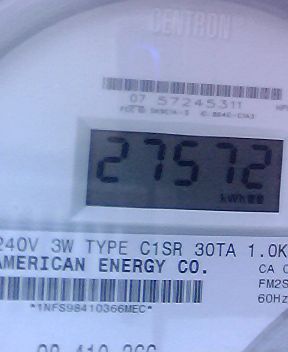 CENTRON
07 57245311
27572
kWh
240V 3W TYPE C1SR 30TA 1.0K
AMERICAN ENERGY CO.
CA
FM2S
60Hz
*1NFS98410366MEC*